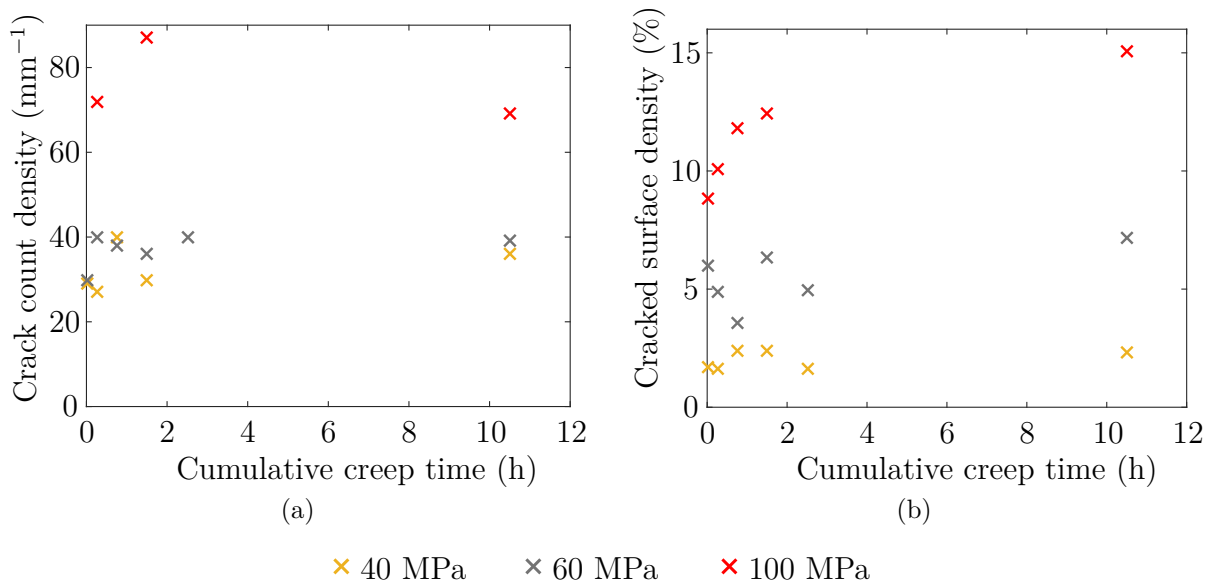 Crack count density (mm⁻¹)
80
60
40
20
0
0 2 4 6 8 10 12
Cumulative creep time (h)
(a)
Cracked surface density (%)
15
10
5
0
0 2 4 6 8 10 12
Cumulative creep time (h)
(b)
40 MPa 60 MPa 100 MPa